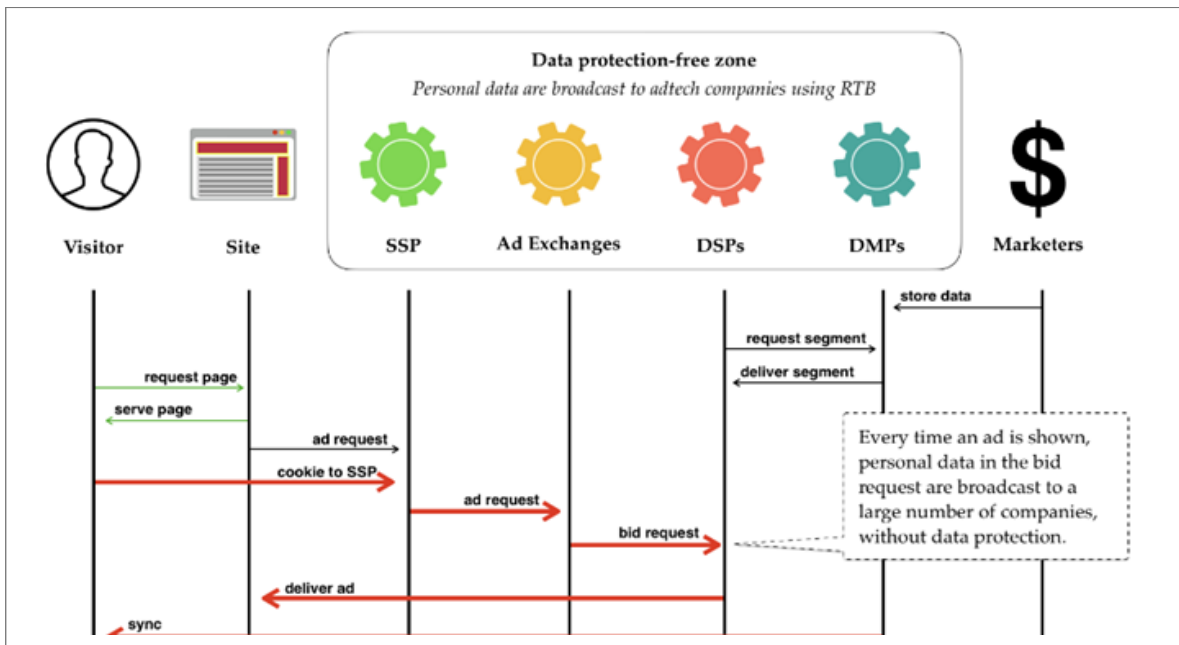 Data protection-free zone
Personal data are broadcast to adtech companies using RTB
Visitor
Site
SSP
Ad Exchanges
DSPs
DMPs
Marketers
$
store data
request segment
deliver segment
request page
serve page
ad request
cookie to SSP
ad request
bid request
Every time an ad is shown,
personal data in the bid
request are broadcast to a
large number of companies,
without data protection.
deliver ad
sync